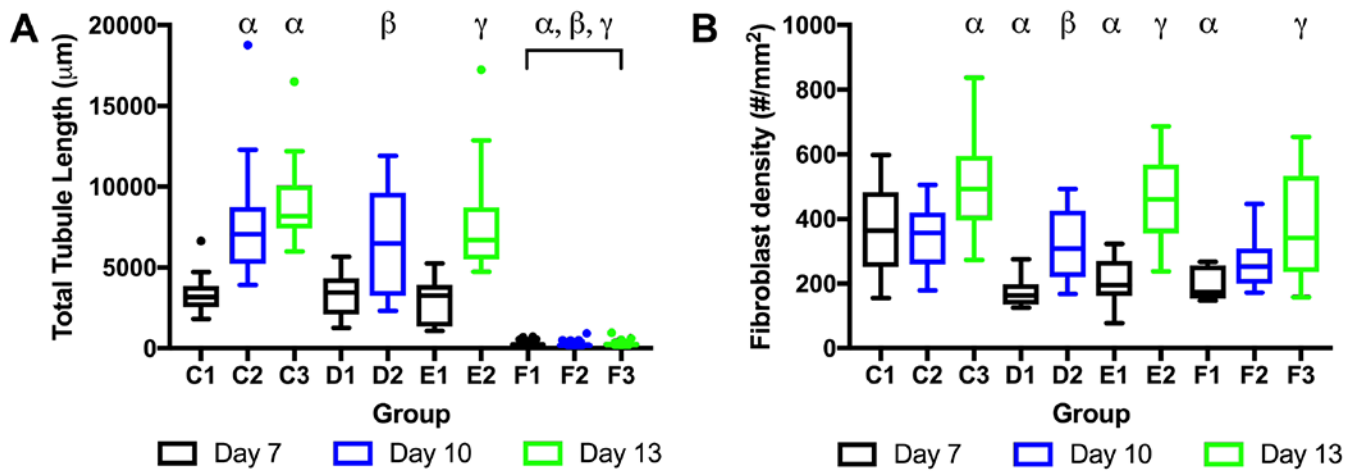 A
B
Total Tubule Length (μm)
20000
15000
10000
5000
0
α α β γ α, β, γ
C1 C2 C3 D1 D2 E1 E2 F1 F2 F3
Group
Day 7 Day 10 Day 13
Fibroblast density (#/mm²)
1000
800
600
400
200
0
α α β α γ α γ
C1 C2 C3 D1 D2 E1 E2 F1 F2 F3
Group
Day 7 Day 10 Day 13